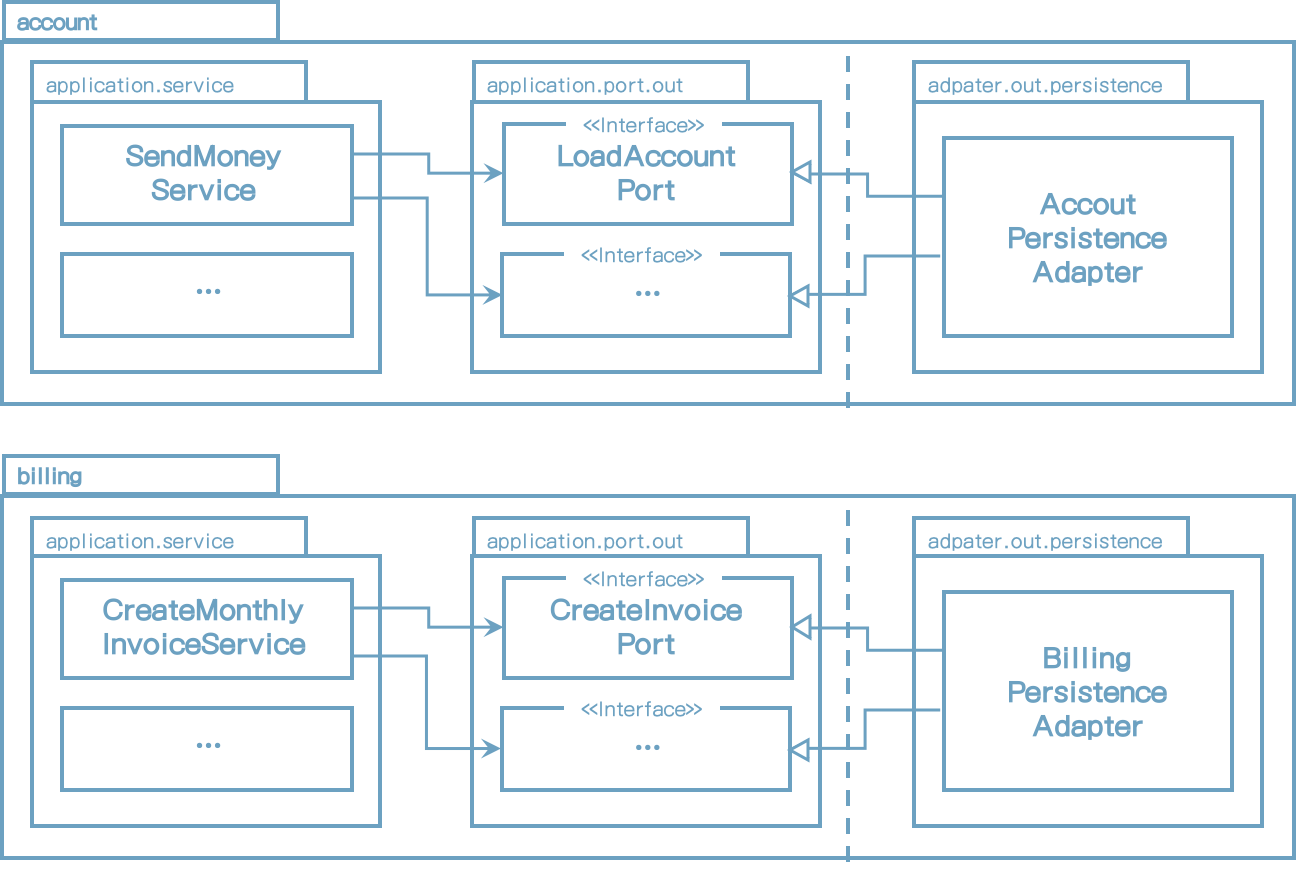 account
application.service
application.port.out
adpater.out.persistence
SendMoney
Service
...
<<Interface>>
LoadAccount
Port
<<Interface>>
...
Accout
Persistence
Adapter
billing
application.service
application.port.out
adpater.out.persistence
CreateMonthly
InvoiceService
...
<<Interface>>
CreateInvoice
Port
<<Interface>>
...
Billing
Persistence
Adapter